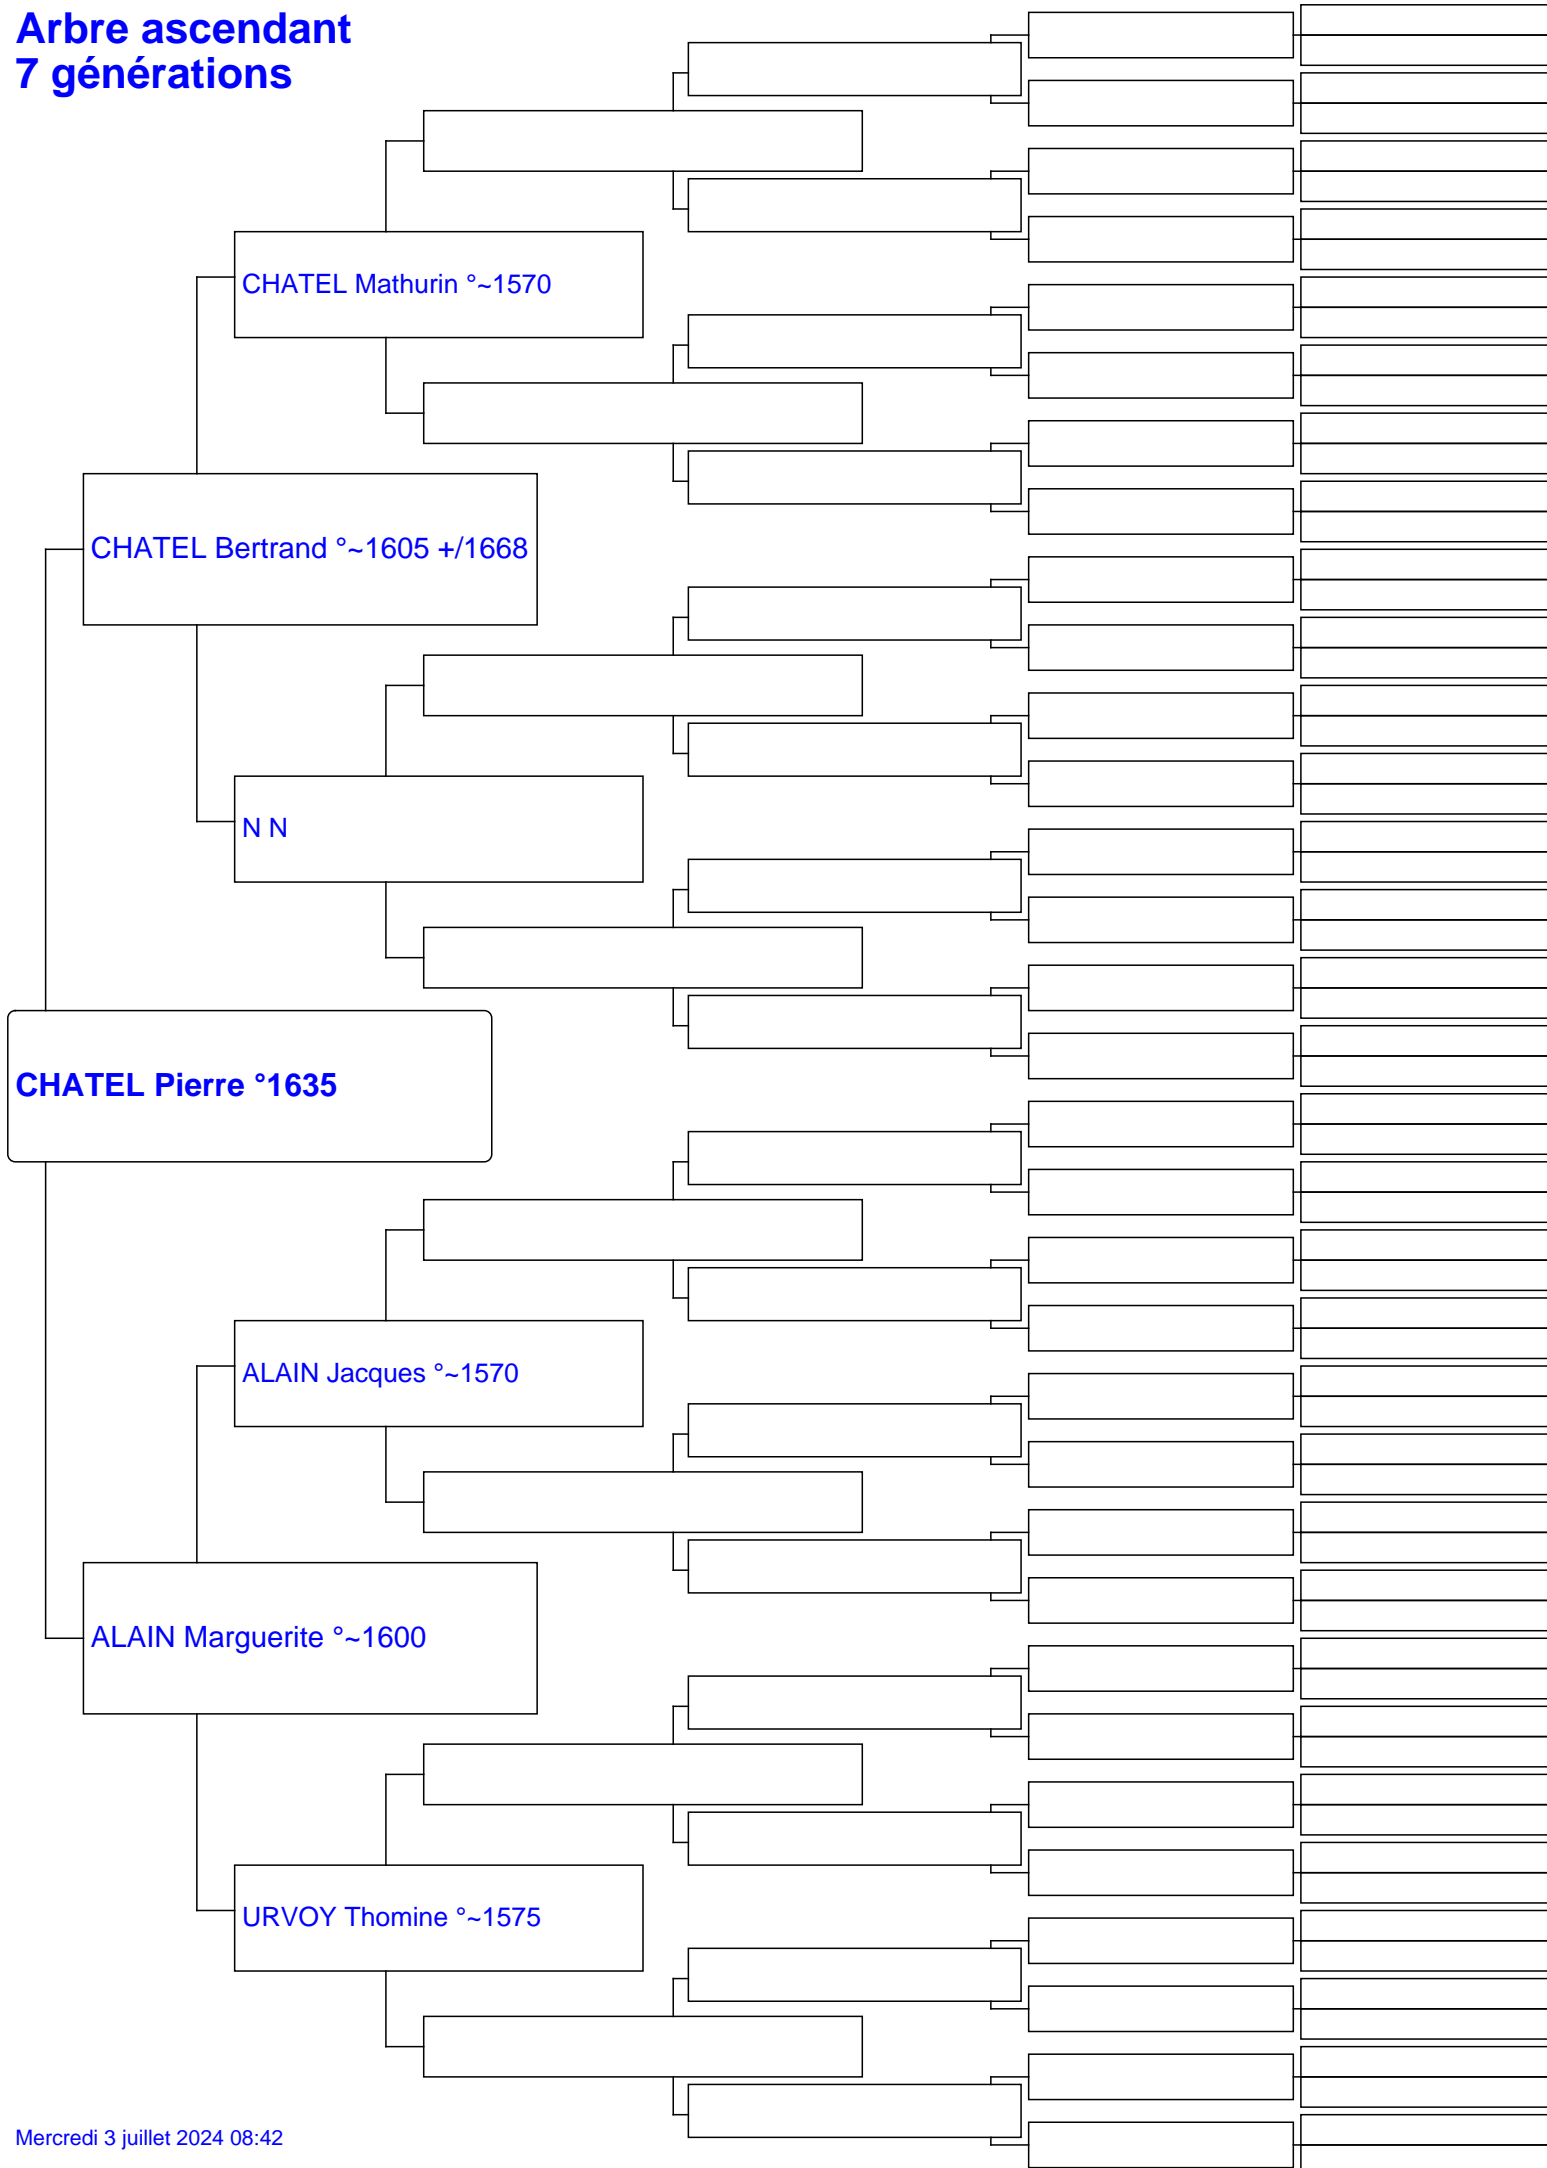 Arbre ascendant
7 générations
CHATEL Mathurin °~1570
CHATEL Bertrand °~1605 +/1668
N N
CHATEL Pierre °1635
ALAIN Jacques °~1570
ALAIN Marguerite °~1600
URVOY Thomine °~1575
Mercredi 3 juillet 2024 08:42